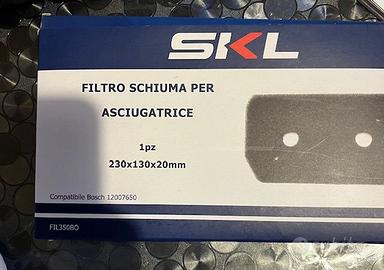 SKL
FILTRO SCHIUMA PER
ASCIUGATRICE
1pz
230x130x20mm
Compatibile Bosch 12007650
FIL350BO